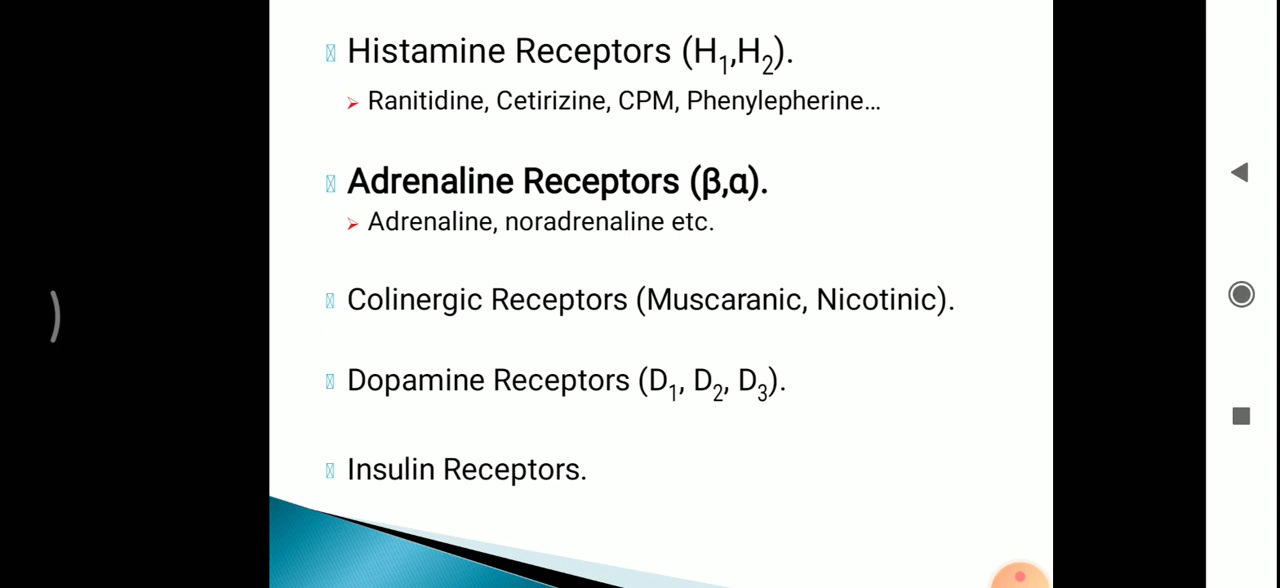 Histamine Receptors (H₁,H₂).
Ranitidine, Cetirizine, CPM, Phenylepherine...
Adrenaline Receptors (β,α).
Adrenaline, noradrenaline etc.
Colinergic Receptors (Muscaranic, Nicotinic).
Dopamine Receptors (D₁, D₂, D₃).
Insulin Receptors.